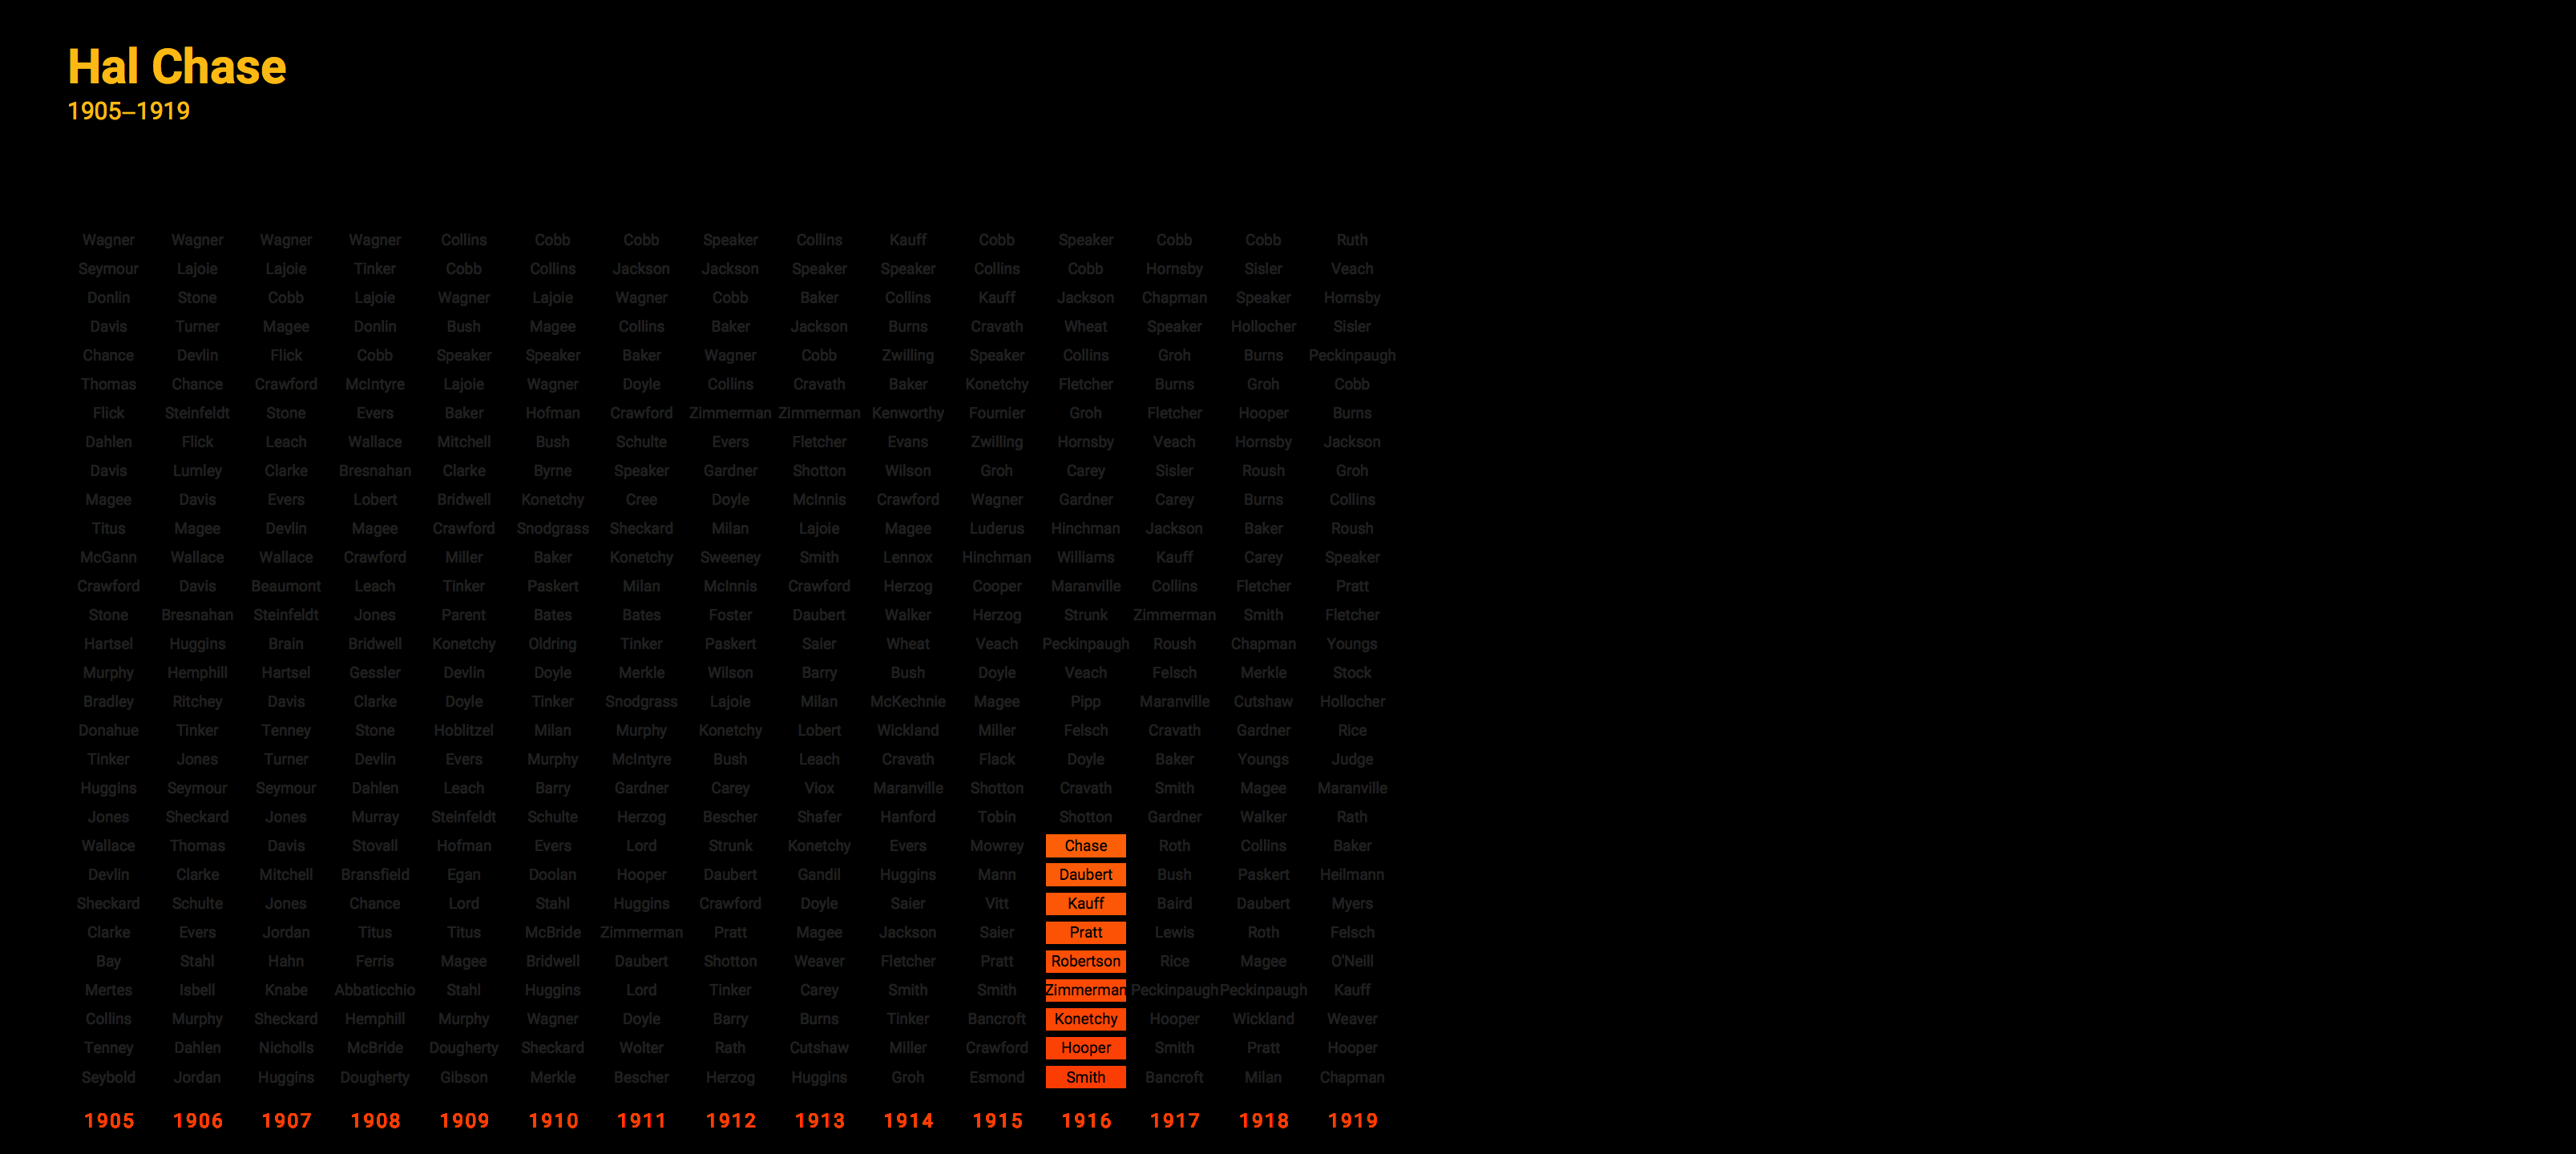 Hal Chase
1905–1919
Wagner Wagner Wagner Wagner Collins Cobb Cobb Speaker Collins Kauff Cobb Speaker Cobb Cobb Ruth
Seymour Lajoie Lajoie Tinker Cobb Collins Jackson Jackson Speaker Speaker Collins Cobb Hornsby Sisler Veach
Donlin Stone Cobb Lajoie Wagner Lajoie Wagner Cobb Baker Collins Kauff Jackson Chapman Speaker Hornsby
Davis Turner Magee Donlin Bush Magee Collins Baker Jackson Burns Cravath Wheat Speaker Hollocher Sisler
Chance Devlin Flick Cobb Speaker Speaker Baker Wagner Cobb Zwilling Speaker Collins Groh Burns Peckinpaugh
Thomas Chance Crawford McIntyre Lajoie Wagner Doyle Collins Cravath Baker Konetchy Fletcher Burns Groh Cobb
Flick Steinfeldt Stone Evers Baker Hofman Crawford Zimmerman Zimmerman Kenworthy Fournier Groh Fletcher Hooper Burns
Dahlen Flick Leach Wallace Mitchell Bush Schulte Evers Fletcher Evans Zwilling Hornsby Veach Hornsby Jackson
Davis Lumley Clarke Bresnahan Clarke Byrne Speaker Gardner Shotton Wilson Groh Carey Sisler Roush Groh
Magee Davis Evers Lobert Bridwell Konetchy Cree Doyle McInnis Crawford Wagner Gardner Carey Burns Collins
Titus Magee Devlin Magee Crawford Snodgrass Sheckard Milan Lajoie Magee Luderus Hinchman Jackson Baker Roush
McGann Wallace Wallace Crawford Miller Baker Konetchy Sweeney Smith Lennox Hinchman Williams Kauff Carey Speaker
Crawford Davis Beaumont Leach Tinker Paskert Milan McInnis Crawford Herzog Cooper Maranville Collins Fletcher Pratt
Stone Bresnahan Steinfeldt Jones Parent Bates Bates Foster Daubert Walker Herzog Strunk Zimmerman Smith Fletcher
Hartsel Huggins Brain Bridwell Konetchy Oldring Tinker Paskert Saier Wheat Veach Peckinpaugh Roush Chapman Youngs
Murphy Hemphill Hartsel Gessler Devlin Doyle Merkle Wilson Barry Bush Doyle Veach Felsch Merkle Stock
Bradley Ritchey Davis Clarke Doyle Tinker Snodgrass Lajoie Milan McKechnie Magee Pipp Maranville Cutshaw Hollocher
Donahue Tinker Tenney Stone Hoblitzel Milan Murphy Konetchy Lobert Wickland Miller Felsch Cravath Gardner Rice
Tinker Jones Turner Devlin Evers Murphy McIntyre Bush Leach Cravath Flack Doyle Baker Youngs Judge
Huggins Seymour Seymour Dahlen Leach Barry Gardner Carey Viox Maranville Shotton Cravath Smith Magee Maranville
Jones Sheckard Jones Murray Steinfeldt Schulte Herzog Bescher Shafer Hanford Tobin Shotton Gardner Walker Rath
Wallace Thomas Davis Stovall Hofman Evers Lord Strunk Konetchy Evers Mowrey Chase Roth Collins Baker
Devlin Clarke Mitchell Bransfield Egan Doolan Hooper Daubert Gandil Huggins Mann Daubert Bush Paskert Heilmann
Sheckard Schulte Jones Chance Lord Stahl Huggins Crawford Doyle Saier Vitt Kauff Baird Daubert Myers
Clarke Evers Jordan Titus Titus McBride Zimmerman Pratt Magee Jackson Saier Pratt Lewis Roth Felsch
Bay Stahl Hahn Ferris Magee Bridwell Daubert Shotton Weaver Fletcher Pratt Robertson Rice Magee O'Neill
Mertes Isbell Knabe Abbaticchio Stahl Huggins Lord Tinker Carey Smith Smith Zimmerman Peckinpaugh Peckinpaugh Kauff
Collins Murphy Sheckard Hemphill Murphy Wagner Doyle Barry Burns Tinker Bancroft Konetchy Hooper Wickland Weaver
Tenney Dahlen Nicholls McBride Dougherty Sheckard Wolter Rath Cutshaw Miller Crawford Hooper Smith Pratt Hooper
Seybold Jordan Huggins Dougherty Gibson Merkle Bescher Herzog Huggins Groh Esmond Smith Bancroft Milan Chapman
1905 1906 1907 1908 1909 1910 1911 1912 1913 1914 1915 1916 1917 1918 1919